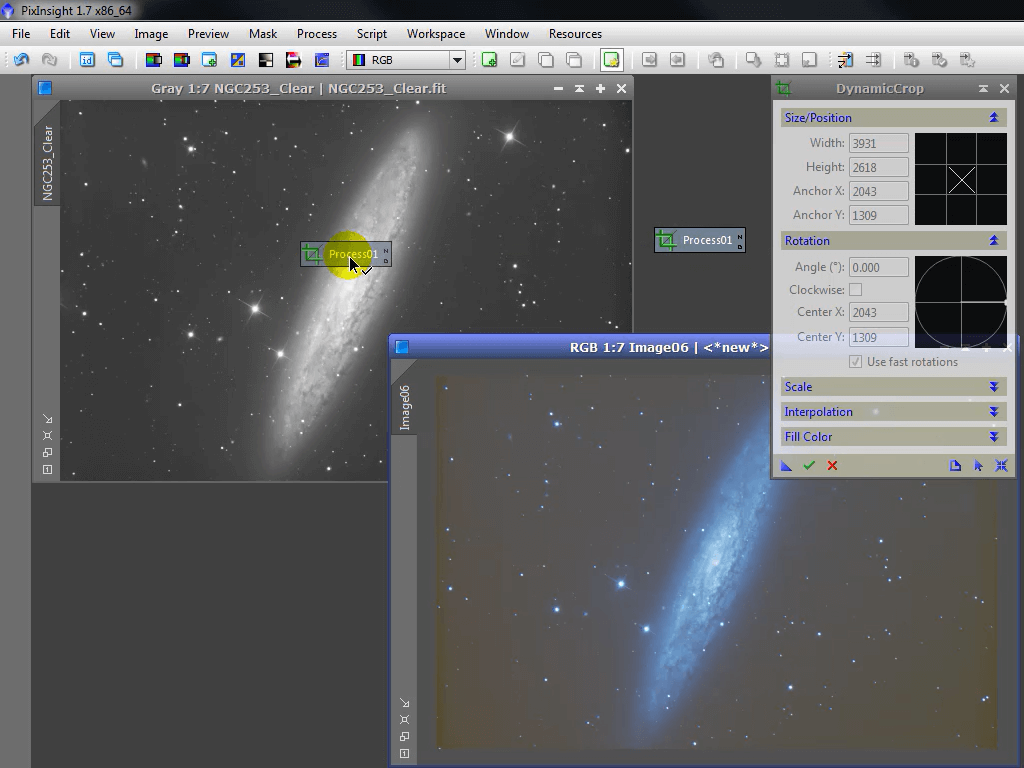 PixInsight 1.7 x86_64
File Edit View Image Preview Mask Process Script Workspace Window Resources
RGB
Gray 1:7 NGC253_Clear | NGC253_Clear.fit
NGC253_Clear
Process01
N
D
Process01
N
D
DynamicCrop
Size/Position
Width: 3931
Height: 2618
Anchor X: 2043
Anchor Y: 1309
Rotation
Angle (°): 0.000
Clockwise:
Center X: 2043
Center Y: 1309
Use fast rotations
Scale
Interpolation
Fill Color
RGB 1:7 Image06 | <*new*>
Image06